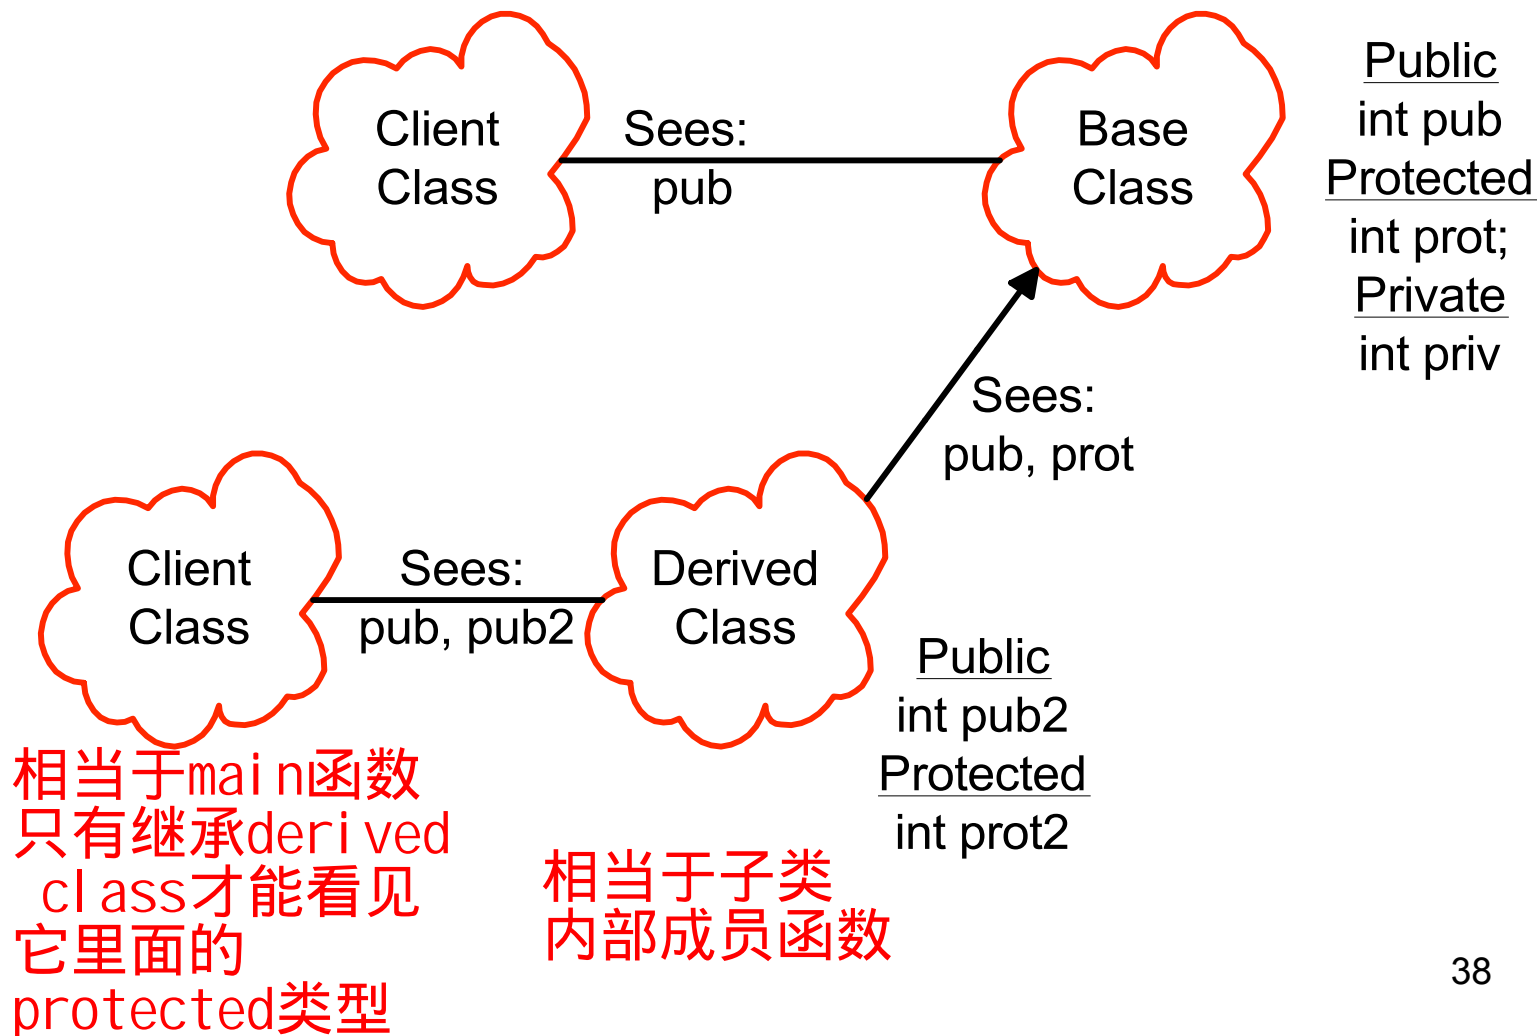 Client
Class
Sees:
pub
Base
Class
Public
int pub
Protected
int prot;
Private
int priv
Sees:
pub, prot
Client
Class
Sees:
pub, pub2
Derived
Class
Public
int pub2
Protected
int prot2
相当于main函数
只有继承derived
class才能看见
它里面的
protected类型
相当于子类
内部成员函数
38